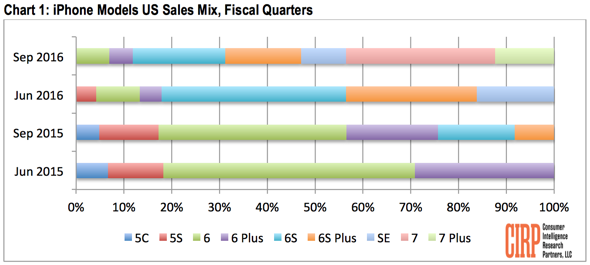 Chart 1: iPhone Models US Sales Mix, Fiscal Quarters
Sep 2016
Jun 2016
Sep 2015
Jun 2015
0% 10% 20% 30% 40% 50% 60% 70% 80% 90% 100%
5C 5S 6 6 Plus 6S 6S Plus SE 7 7 Plus
CIRP
Consumer
Intelligence
Research
Partners, LLC